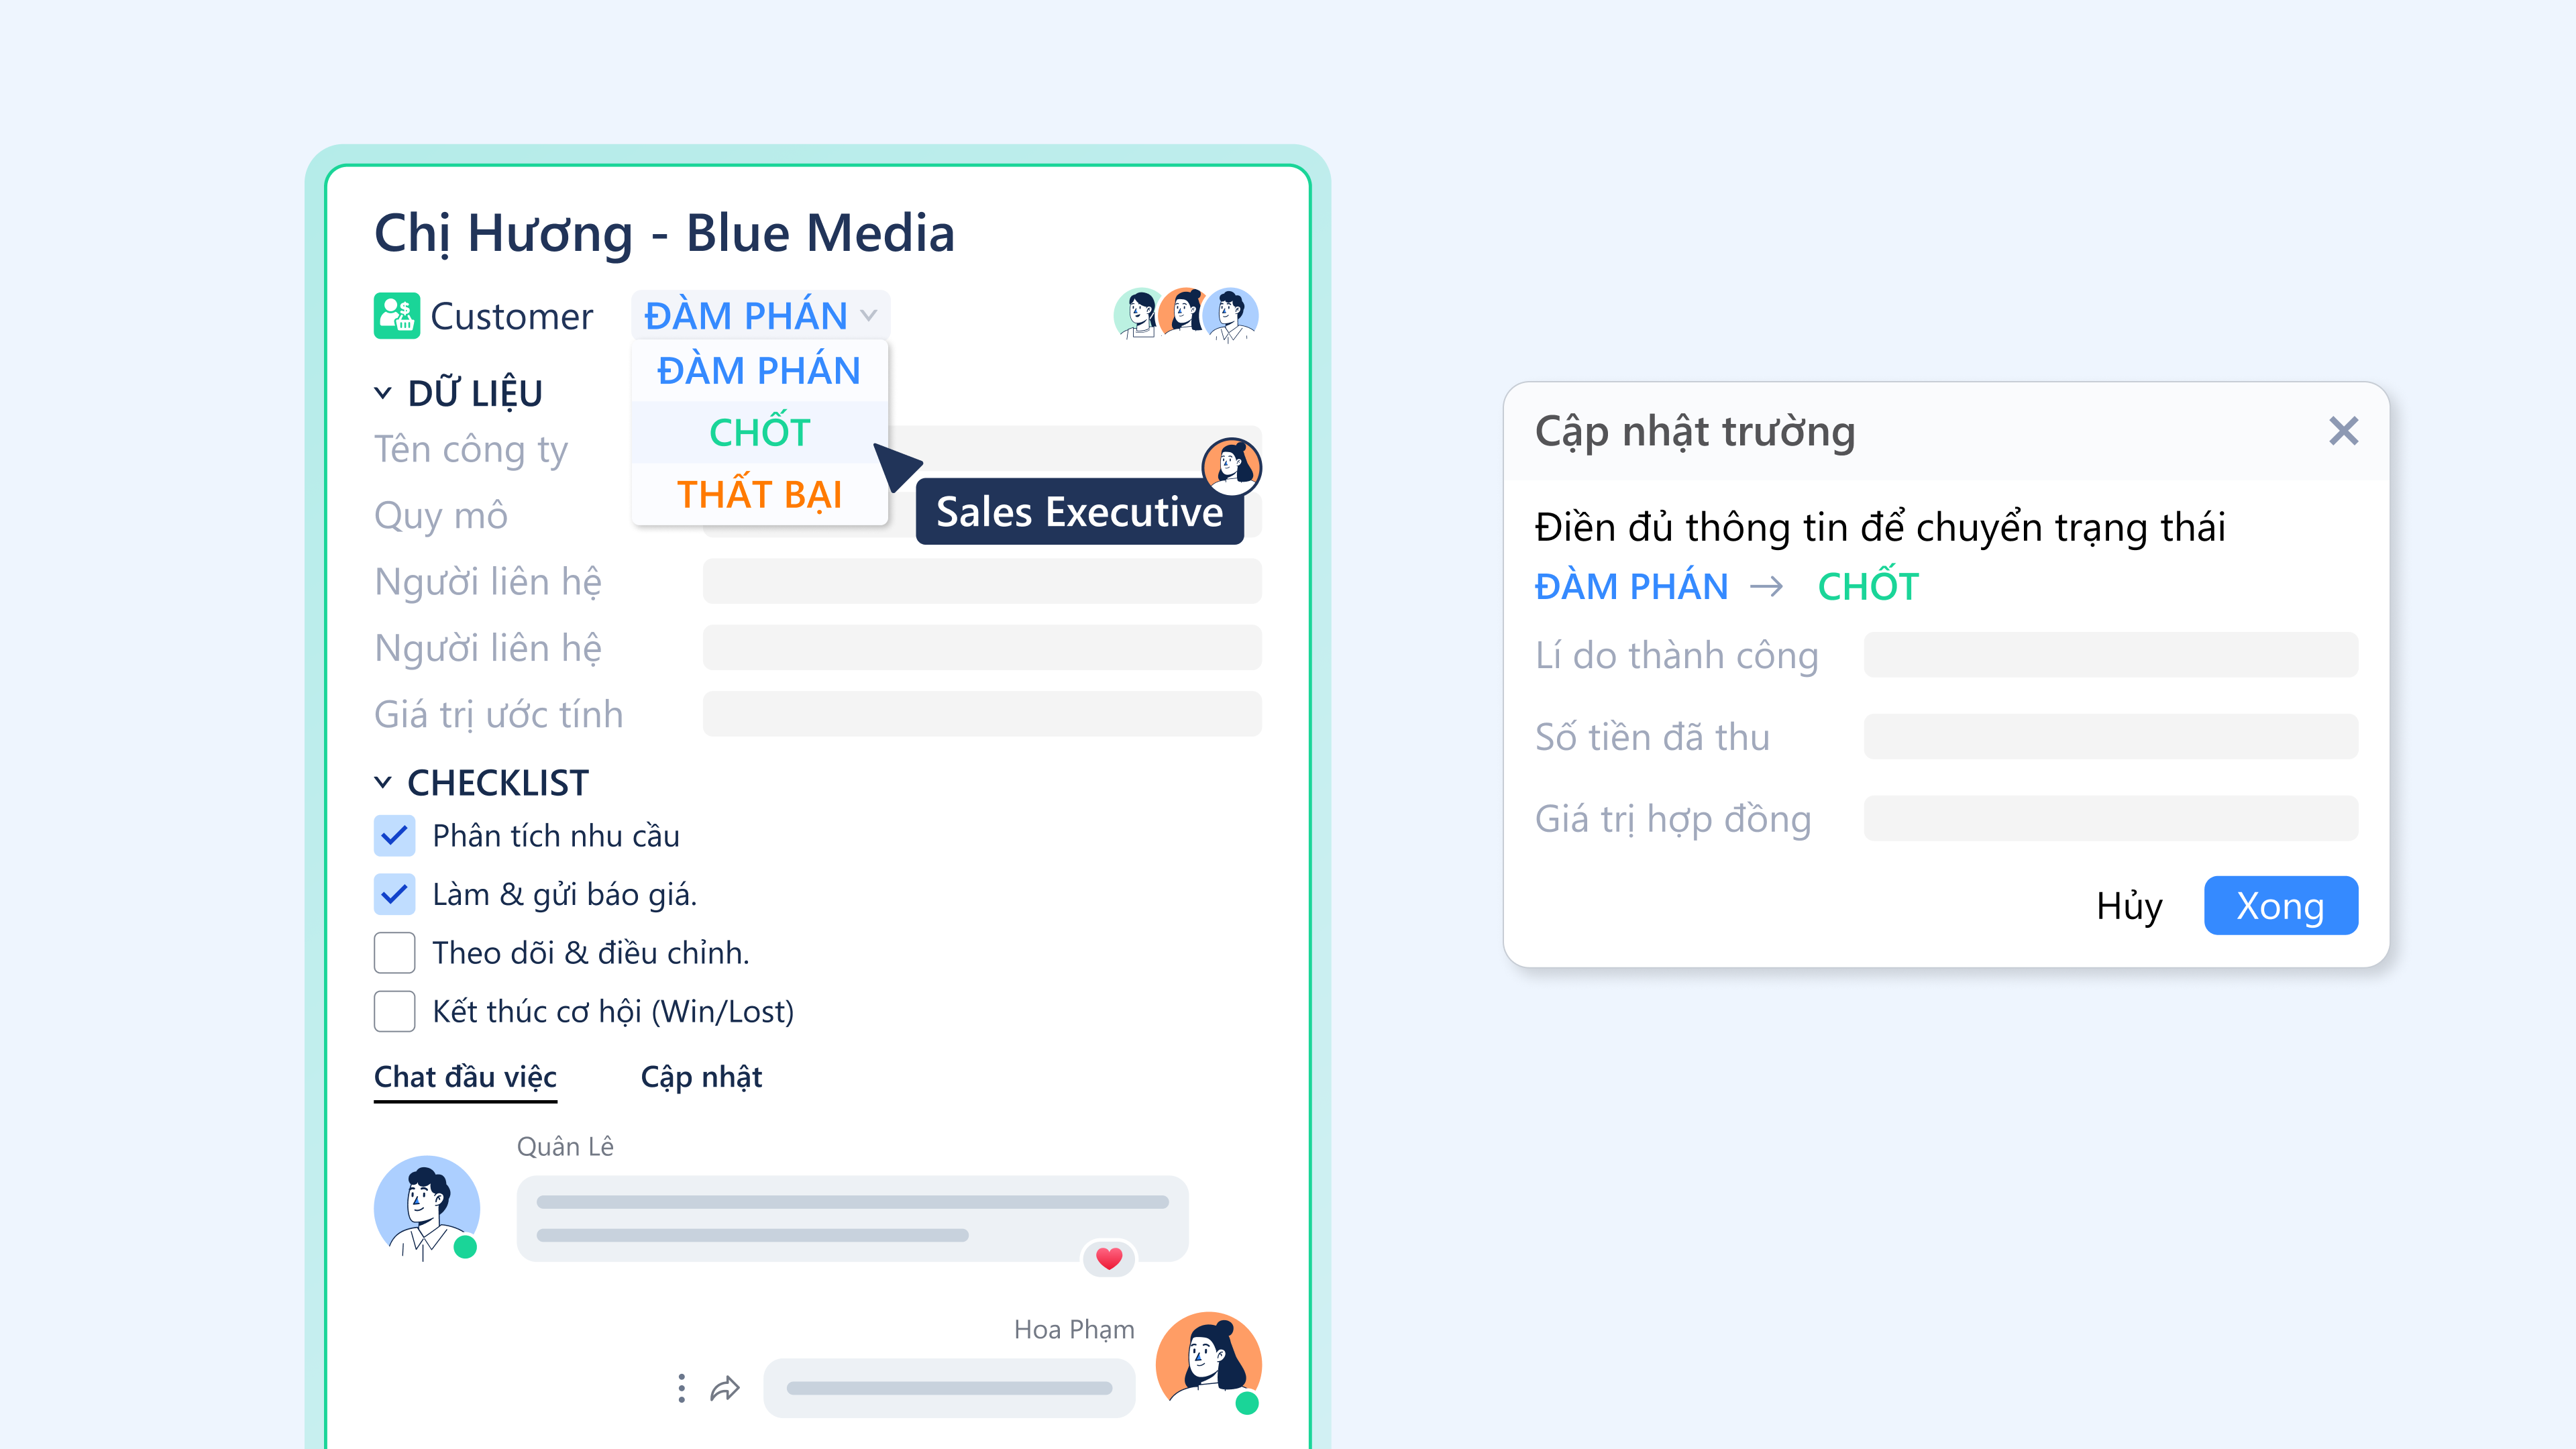 Chị Hương - Blue Media
Customer
ĐÀM PHÁN
ĐÀM PHÁN
CHỐT
THẤT BẠI
Sales Executive
DỮ LIỆU
Tên công ty
Quy mô
Người liên hệ
Người liên hệ
Giá trị ước tính
CHECKLIST
Phân tích nhu cầu
Làm & gửi báo giá.
Theo dõi & điều chỉnh.
Kết thúc cơ hội (Win/Lost)
Chat đầu việc Cập nhật
Quân Lê
Hoa Phạm
Cập nhật trường
Điền đủ thông tin để chuyển trạng thái
ĐÀM PHÁN → CHỐT
Lí do thành công
Số tiền đã thu
Giá trị hợp đồng
Hủy Xong